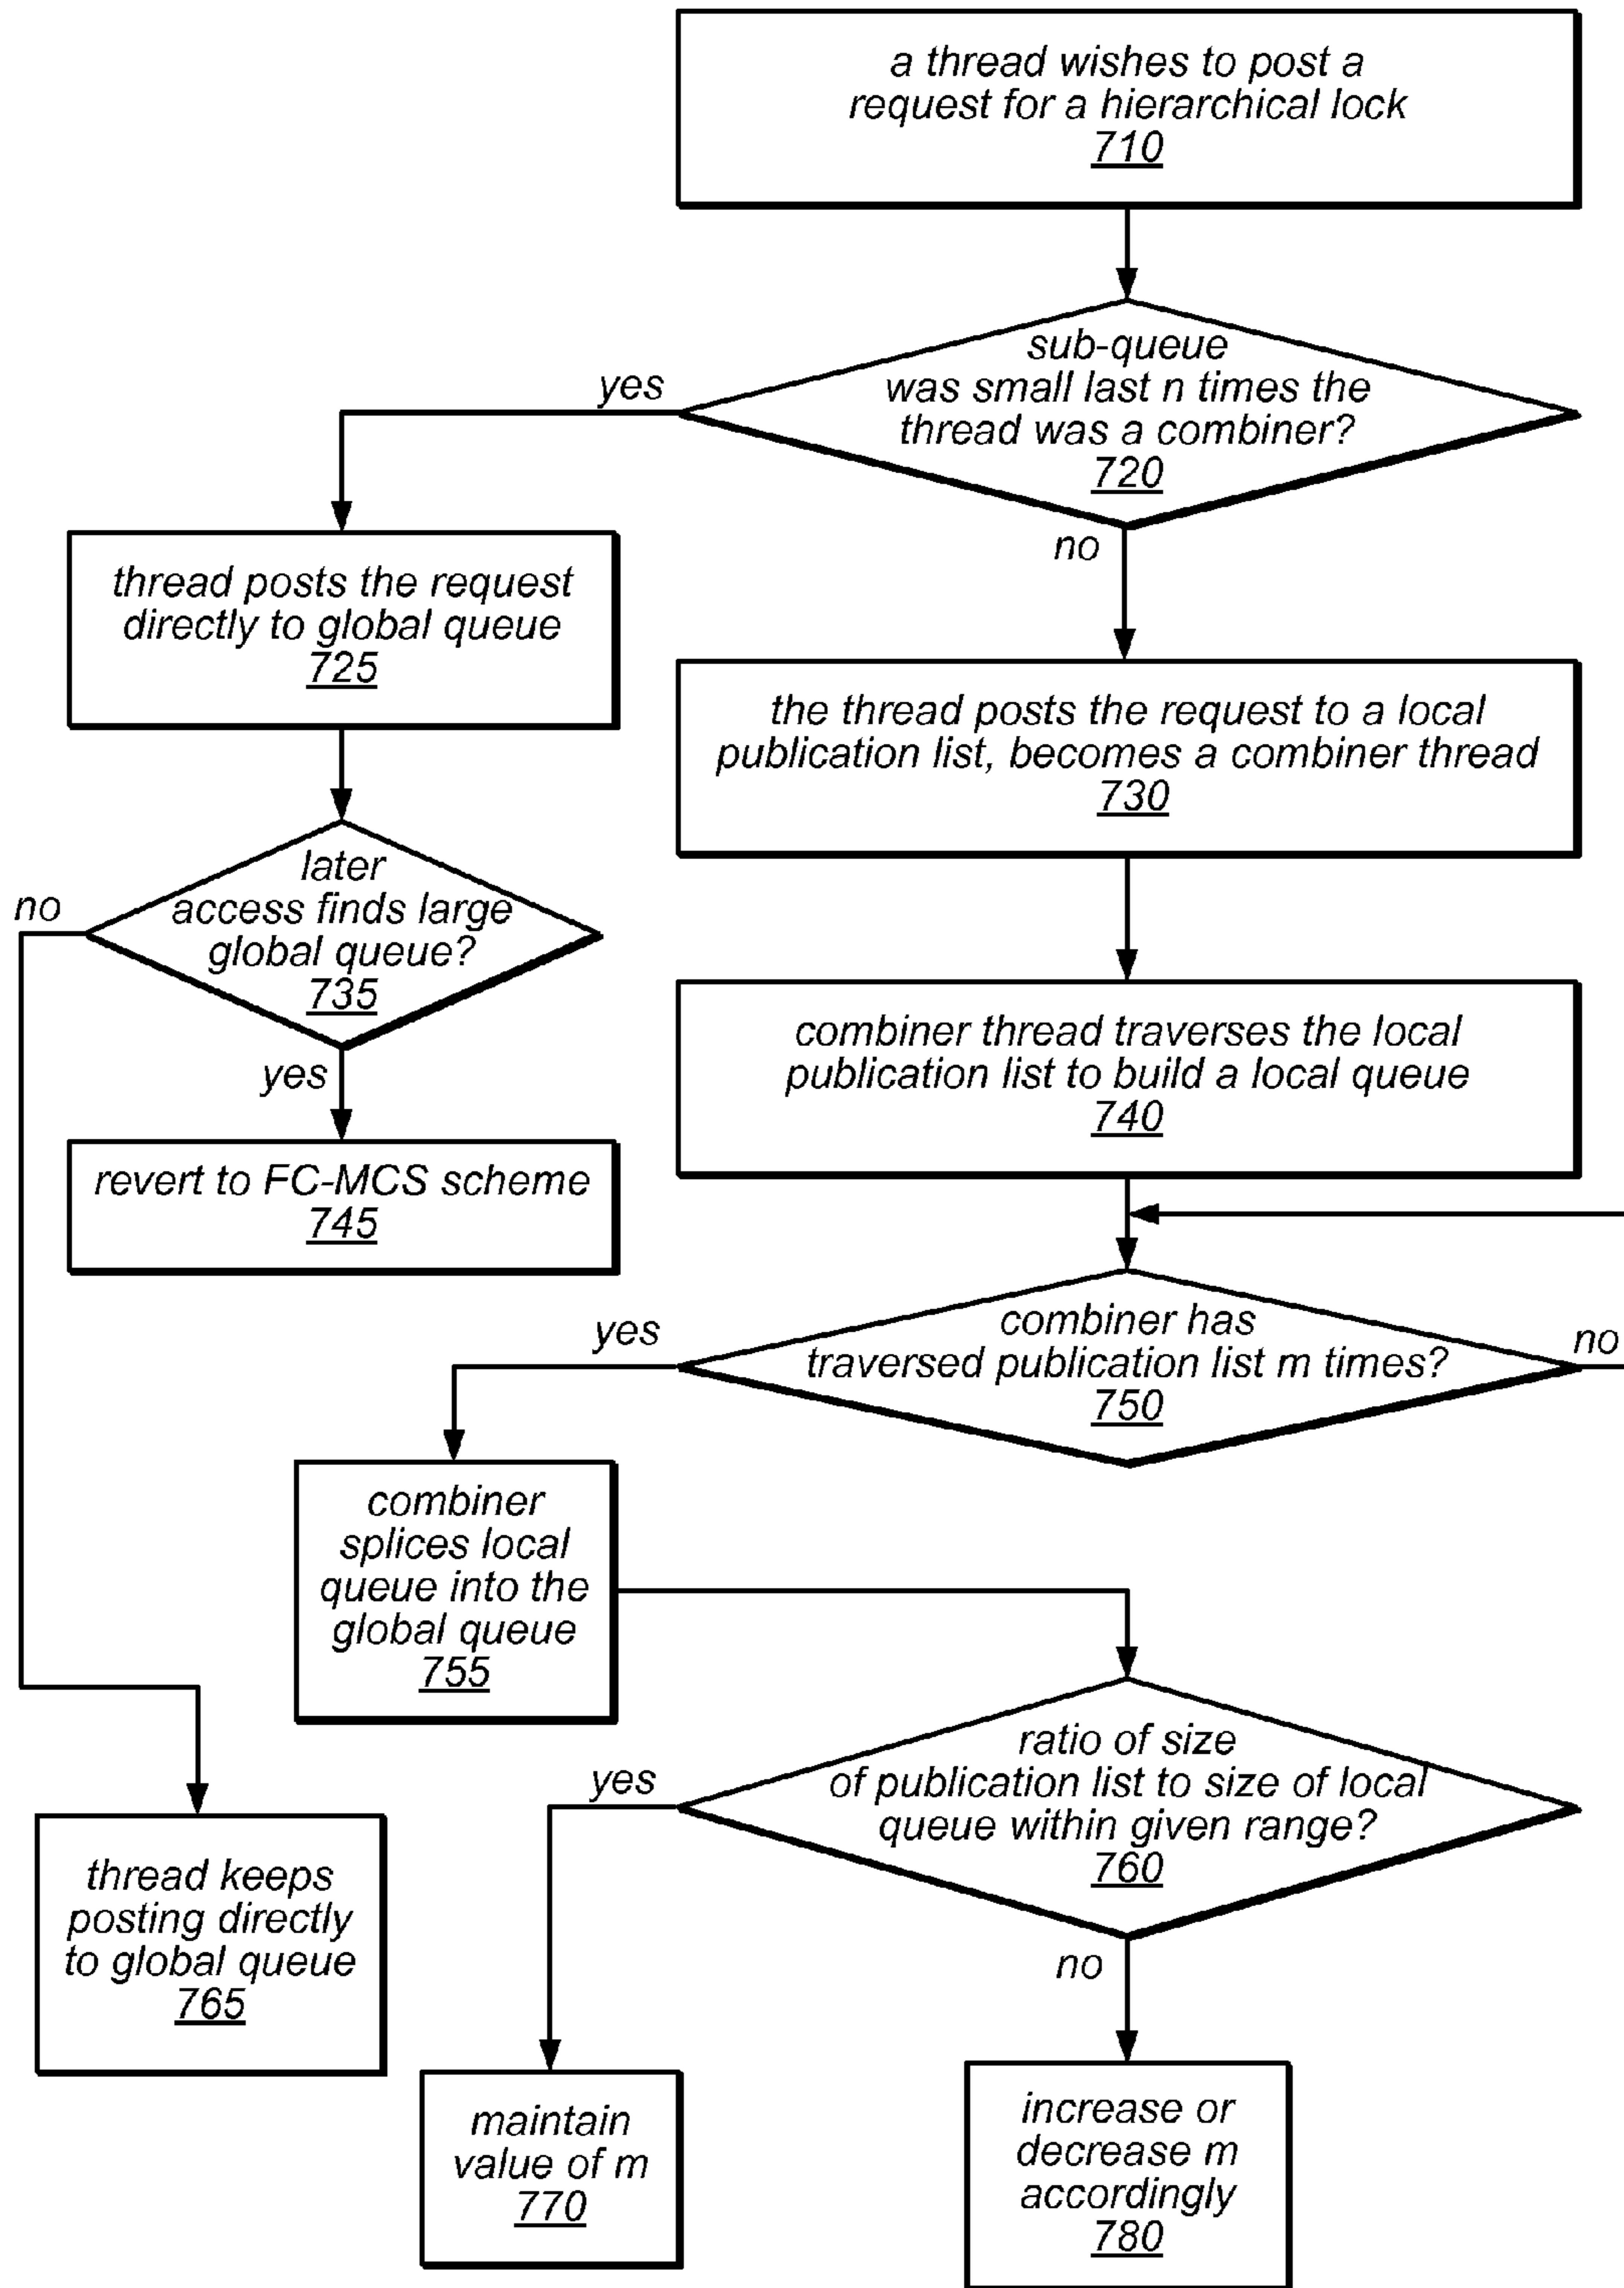 a thread wishes to post a
request for a hierarchical lock
710
sub-queue
was small last n times the
thread was a combiner?
720
yes
no
thread posts the request
directly to global queue
725
the thread posts the request to a local
publication list, becomes a combiner thread
730
later
access finds large
global queue?
735
no
yes
combiner thread traverses the local
publication list to build a local queue
740
revert to FC-MCS scheme
745
combiner has
traversed publication list m times?
750
yes
no
combiner
splices local
queue into the
global queue
755
ratio of size
of publication list to size of local
queue within given range?
760
yes
no
thread keeps
posting directly
to global queue
765
maintain
value of m
770
increase or
decrease m
accordingly
780